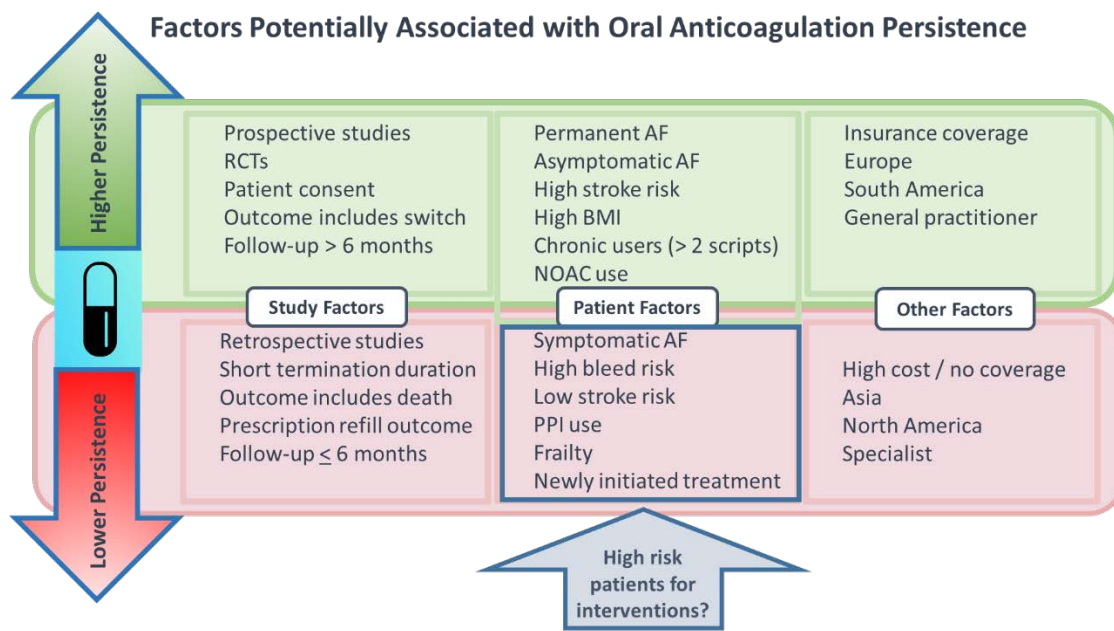 Factors Potentially Associated with Oral Anticoagulation Persistence
Higher Persistence
Prospective studies
RCTs
Patient consent
Outcome includes switch
Follow-up > 6 months
Permanent AF
Asymptomatic AF
High stroke risk
High BMI
Chronic users (> 2 scripts)
NOAC use
Insurance coverage
Europe
South America
General practitioner
Study Factors
Patient Factors
Other Factors
Lower Persistence
Retrospective studies
Short termination duration
Outcome includes death
Prescription refill outcome
Follow-up ≤ 6 months
Symptomatic AF
High bleed risk
Low stroke risk
PPI use
Frailty
Newly initiated treatment
High cost / no coverage
Asia
North America
Specialist
High risk
patients for
interventions?